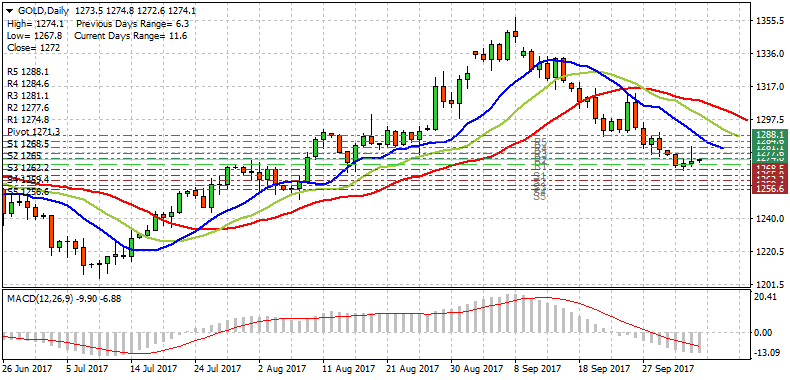 GOLD,Daily 1273.5 1274.8 1272.6 1274.1
High= 1274.1 Previous Days Range= 6.3
Low= 1267.8 Current Days Range= 11.6
Close= 1272
R5 1288.1
R4 1284.6
R3 1281.1
R2 1277.6
R1 1274.8
Pivot 1271.3
S1 1268.5
S2 1265
S3 1262.2
S4 1259.4
S5 1256.6
1355.5
1336.0
1317.0
1297.5
1288.1
1256.6
1240.0
1220.5
1201.5
S5
MACD(12,26,9) -9.90 -6.88
20.41
0.00
-13.09
26 Jun 2017 5 Jul 2017 14 Jul 2017 24 Jul 2017 2 Aug 2017 11 Aug 2017 21 Aug 2017 30 Aug 2017 8 Sep 2017 18 Sep 2017 27 Sep 2017